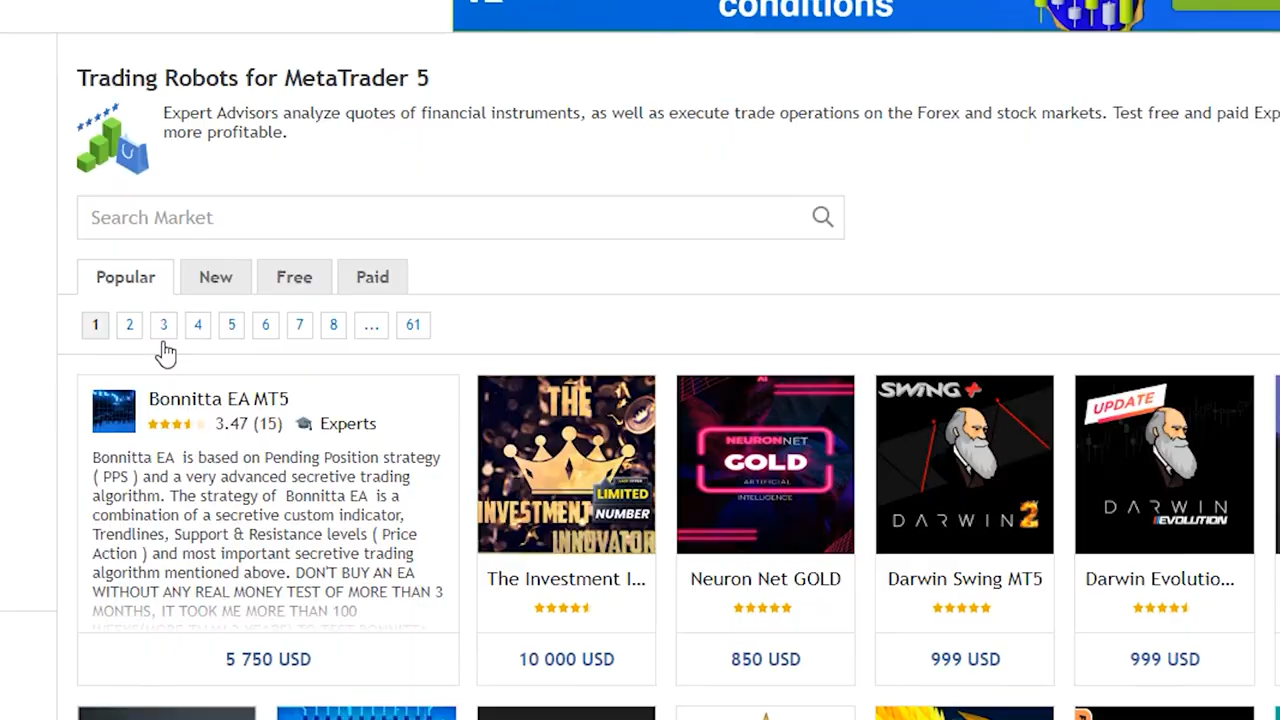 conditions
Trading Robots for MetaTrader 5
Expert Advisors analyze quotes of financial instruments, as well as execute trade operations on the Forex and stock markets. Test free and paid Exp
more profitable.
Search Market
Popular New Free Paid
1 2 3 4 5 6 7 8 ... 61
Bonnitta EA MT5
3.47 (15) Experts
Bonnitta EA is based on Pending Position strategy
( PPS ) and a very advanced secretive trading
algorithm. The strategy of Bonnitta EA is a
combination of a secretive custom indicator,
Trendlines, Support & Resistance levels ( Price
Action ) and most important secretive trading
algorithm mentioned above. DON'T BUY AN EA
WITHOUT ANY REAL MONEY TEST OF MORE THAN 3
MONTHS, IT TOOK ME MORE THAN 100
5 750 USD
THE
LIMITED
NUMBER
INVESTMENT
INNOVATOR
The Investment I...
10 000 USD
NEURONNET
GOLD
ARTIFICIAL
INTELLIGENCE
Neuron Net GOLD
850 USD
SWING+
DARWIN 2
Darwin Swing MT5
999 USD
UPDATE
DARWIN
EVOLUTION
Darwin Evolutio...
999 USD